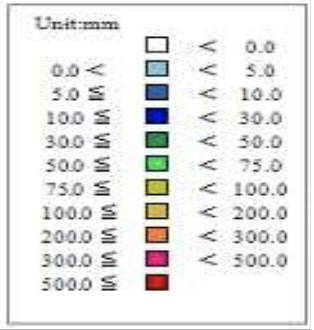 Unit:mm
< 0.0
0.0 < < 5.0
5.0 ≦ < 10.0
10.0 ≦ < 30.0
30.0 ≦ < 50.0
50.0 ≦ < 75.0
75.0 ≦ < 100.0
100.0 ≦ < 200.0
200.0 ≦ < 300.0
300.0 ≦ < 500.0
500.0 ≦